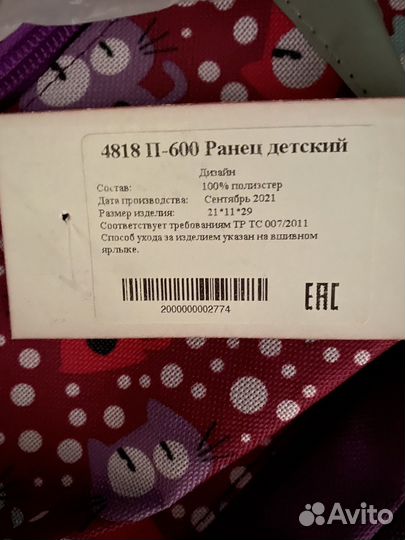 4818 П-600 Ранец детский
Дизайн
Состав: 100% полиэстер
Дата производства: Сентябрь 2021
Размер изделия: 21*11*29
Соответствует требованиям ТР ТС 007/2011
Способ ухода за изделием указан на вшивном
ярлыке.
2000000002774
EAC
Avito